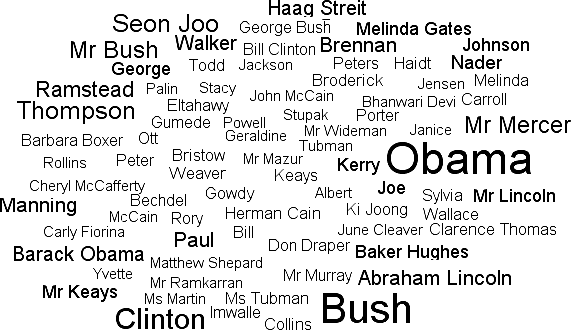 Haag Streit
Seon Joo George Bush Melinda Gates
Mr Bush Walker Bill Clinton Brennan Johnson
George Todd Jackson Peters Haidt Nader
Ramstead Palin Stacy Broderick Jensen Melinda
Thompson Eltahawy John McCain Bhanwari Devi Carroll
Gumede Powell Stupak Porter
Barbara Boxer Ott Geraldine Mr Wideman Janice Mr Mercer
Tubman
Rollins Peter Bristow Mr Mazur Kerry Obama
Weaver Keays
Cheryl McCafferty Gowdy Albert Joe Sylvia Mr Lincoln
Manning Bechdel
McCain Rory Herman Cain Ki Joong Wallace
Carly Fiorina Paul Bill June Cleaver Clarence Thomas
Barack Obama Don Draper Baker Hughes
Matthew Shepard
Yvette Mr Ramkarran Mr Murray Abraham Lincoln
Mr Keays Ms Martin Ms Tubman Bush
Clinton Imwalle
Collins